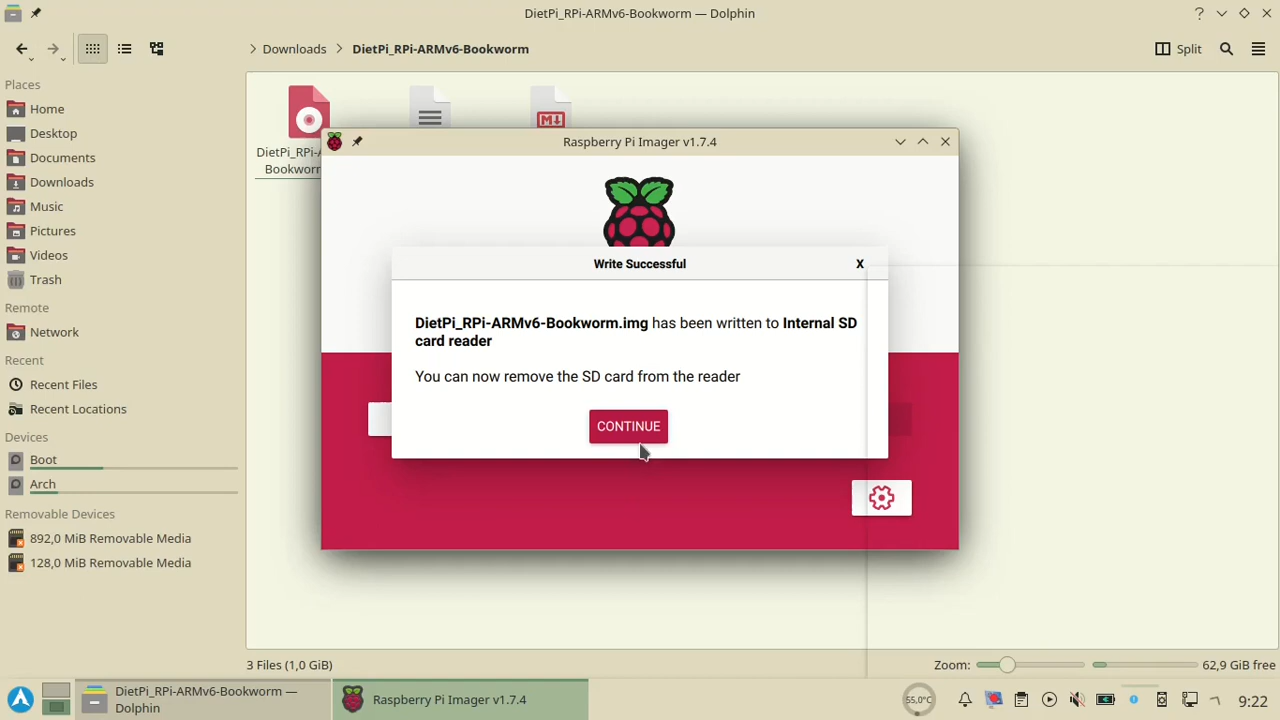 DietPi_RPi-ARMv6-Bookworm — Dolphin
Downloads
DietPi_RPi-ARMv6-Bookworm
Split
Places
Home
Desktop
Documents
Downloads
Music
Pictures
Videos
Trash
Remote
Network
Recent
Recent Files
Recent Locations
Devices
Boot
Arch
Removable Devices
892,0 MiB Removable Media
128,0 MiB Removable Media
DietPi_RPi-A
Bookworm
M
Raspberry Pi Imager v1.7.4
Write Successful
X
DietPi_RPi-ARMv6-Bookworm.img has been written to Internal SD
card reader
You can now remove the SD card from the reader
CONTINUE
3 Files (1,0 GiB)
Zoom:
62,9 GiB free
DietPi_RPi-ARMv6-Bookworm —
Dolphin
Raspberry Pi Imager v1.7.4
55,0°C
9:22